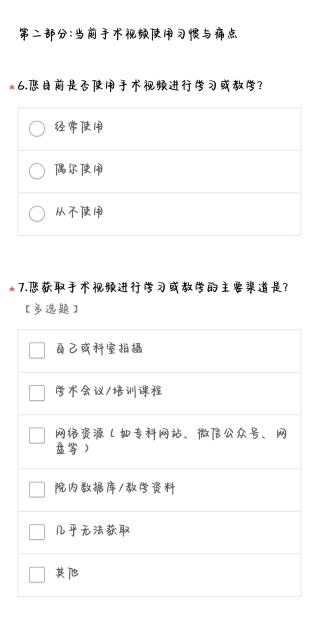 第二部分:当前手术视频使用习惯与痛点
*6.您目前是否使用手术视频进行学习或教学?
经常使用
偶尔使用
从不使用
*7.您获取手术视频进行学习或教学的主要渠道是?
【多选题】
自己或科室拍摄
学术会议/培训课程
网络资源(如专科网站、微信公众号、网
盘等)
院内数据库/教学资料
几乎无法获取
其他